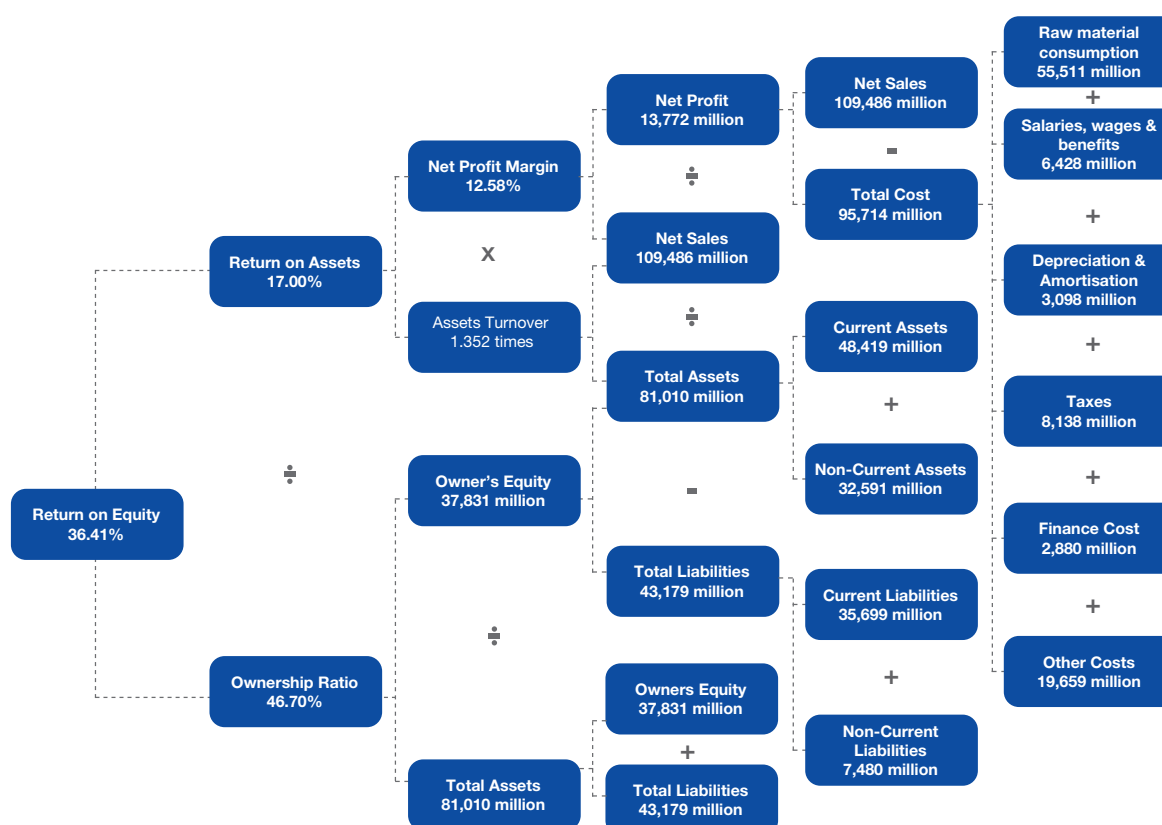 Return on Equity
36.41%
Return on Assets
17.00%
÷
Ownership Ratio
46.70%
Net Profit Margin
12.58%
x
Assets Turnover
1.352 times
Owner’s Equity
37,831 million
÷
Total Assets
81,010 million
Net Profit
13,772 million
÷
Net Sales
109,486 million
÷
Total Assets
81,010 million
-
Total Liabilities
43,179 million
Owners Equity
37,831 million
+
Total Liabilities
43,179 million
Net Sales
109,486 million
-
Total Cost
95,714 million
Current Assets
48,419 million
+
Non-Current Assets
32,591 million
Current Liabilities
35,699 million
+
Non-Current
Liabilities
7,480 million
Raw material
consumption
55,511 million
+
Salaries, wages &
benefits
6,428 million
+
Depreciation &
Amortisation
3,098 million
+
Taxes
8,138 million
+
Finance Cost
2,880 million
+
Other Costs
19,659 million